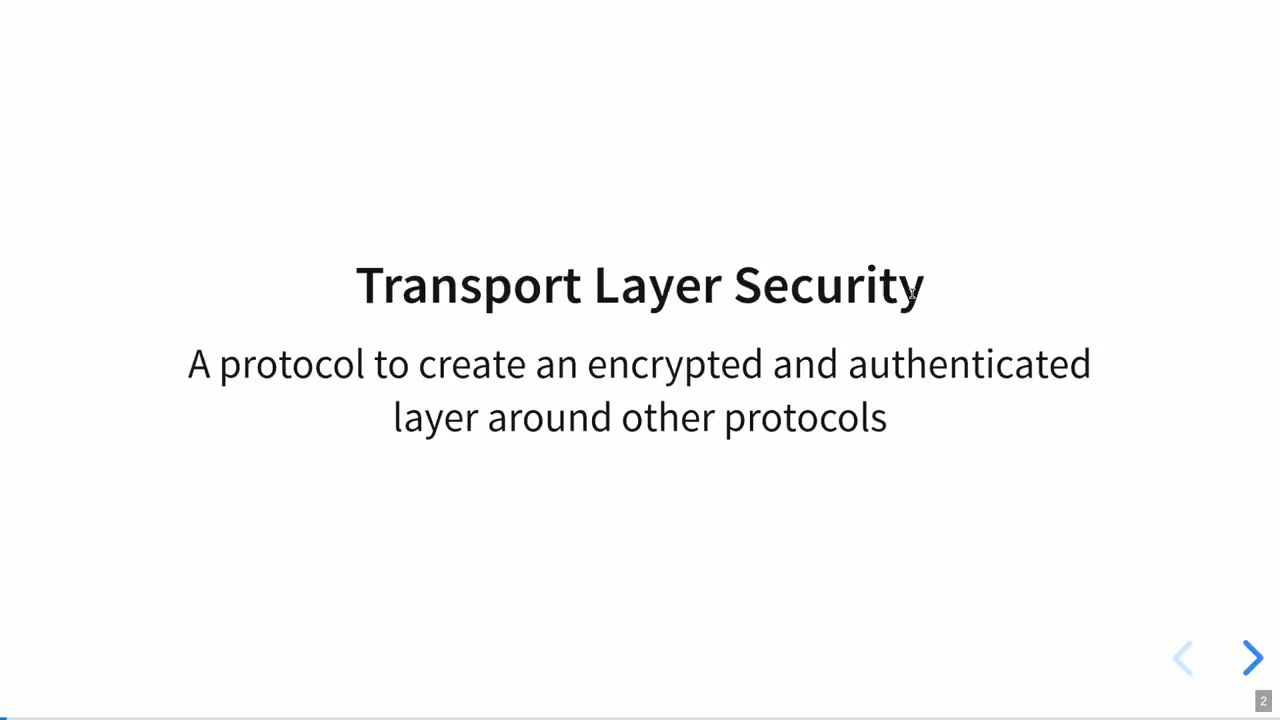 Transport Layer Security
A protocol to create an encrypted and authenticated
layer around other protocols
2